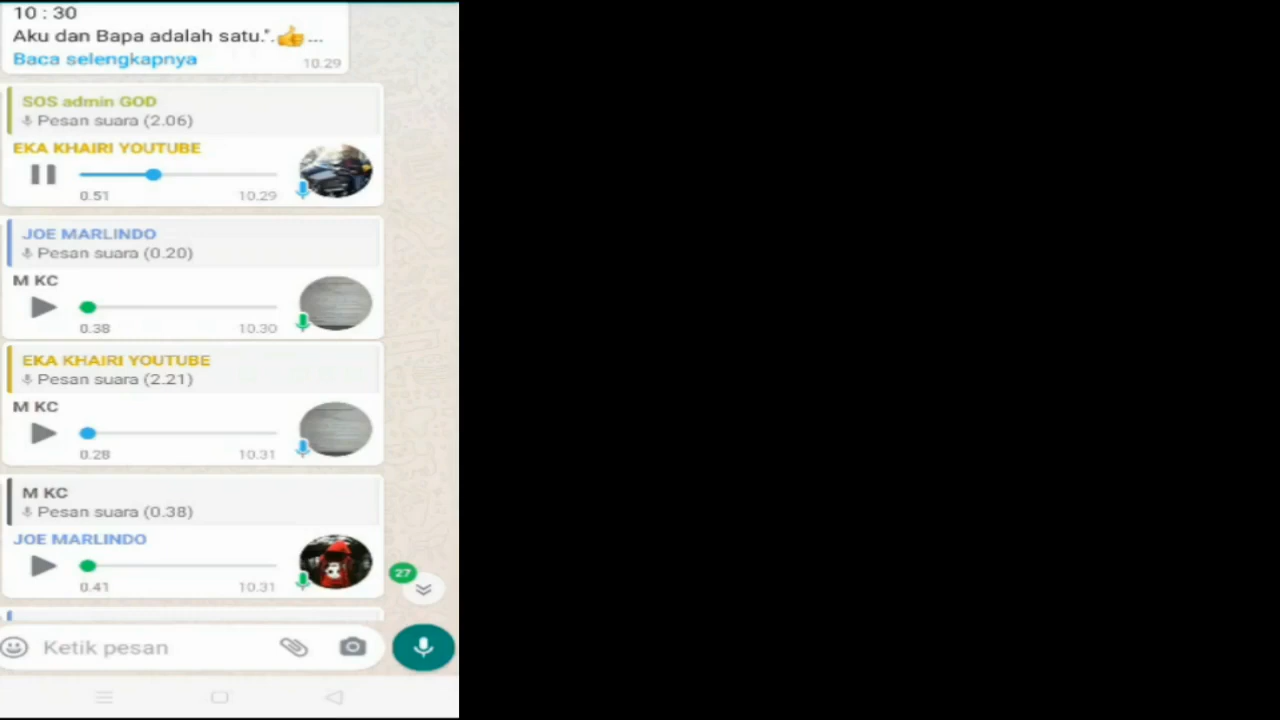 10 : 30
Aku dan Bapa adalah satu.".👍...
Baca selengkapnya
10.29
SOS admin GOD
Pesan suara (2.06)
EKA KHAIRI YOUTUBE
0.51
10.29
JOE MARLINDO
Pesan suara (0.20)
M KC
0.38
10.30
EKA KHAIRI YOUTUBE
Pesan suara (2.21)
M KC
0.28
10.31
M KC
Pesan suara (0.38)
JOE MARLINDO
0.41
10.31
27
Ketik pesan